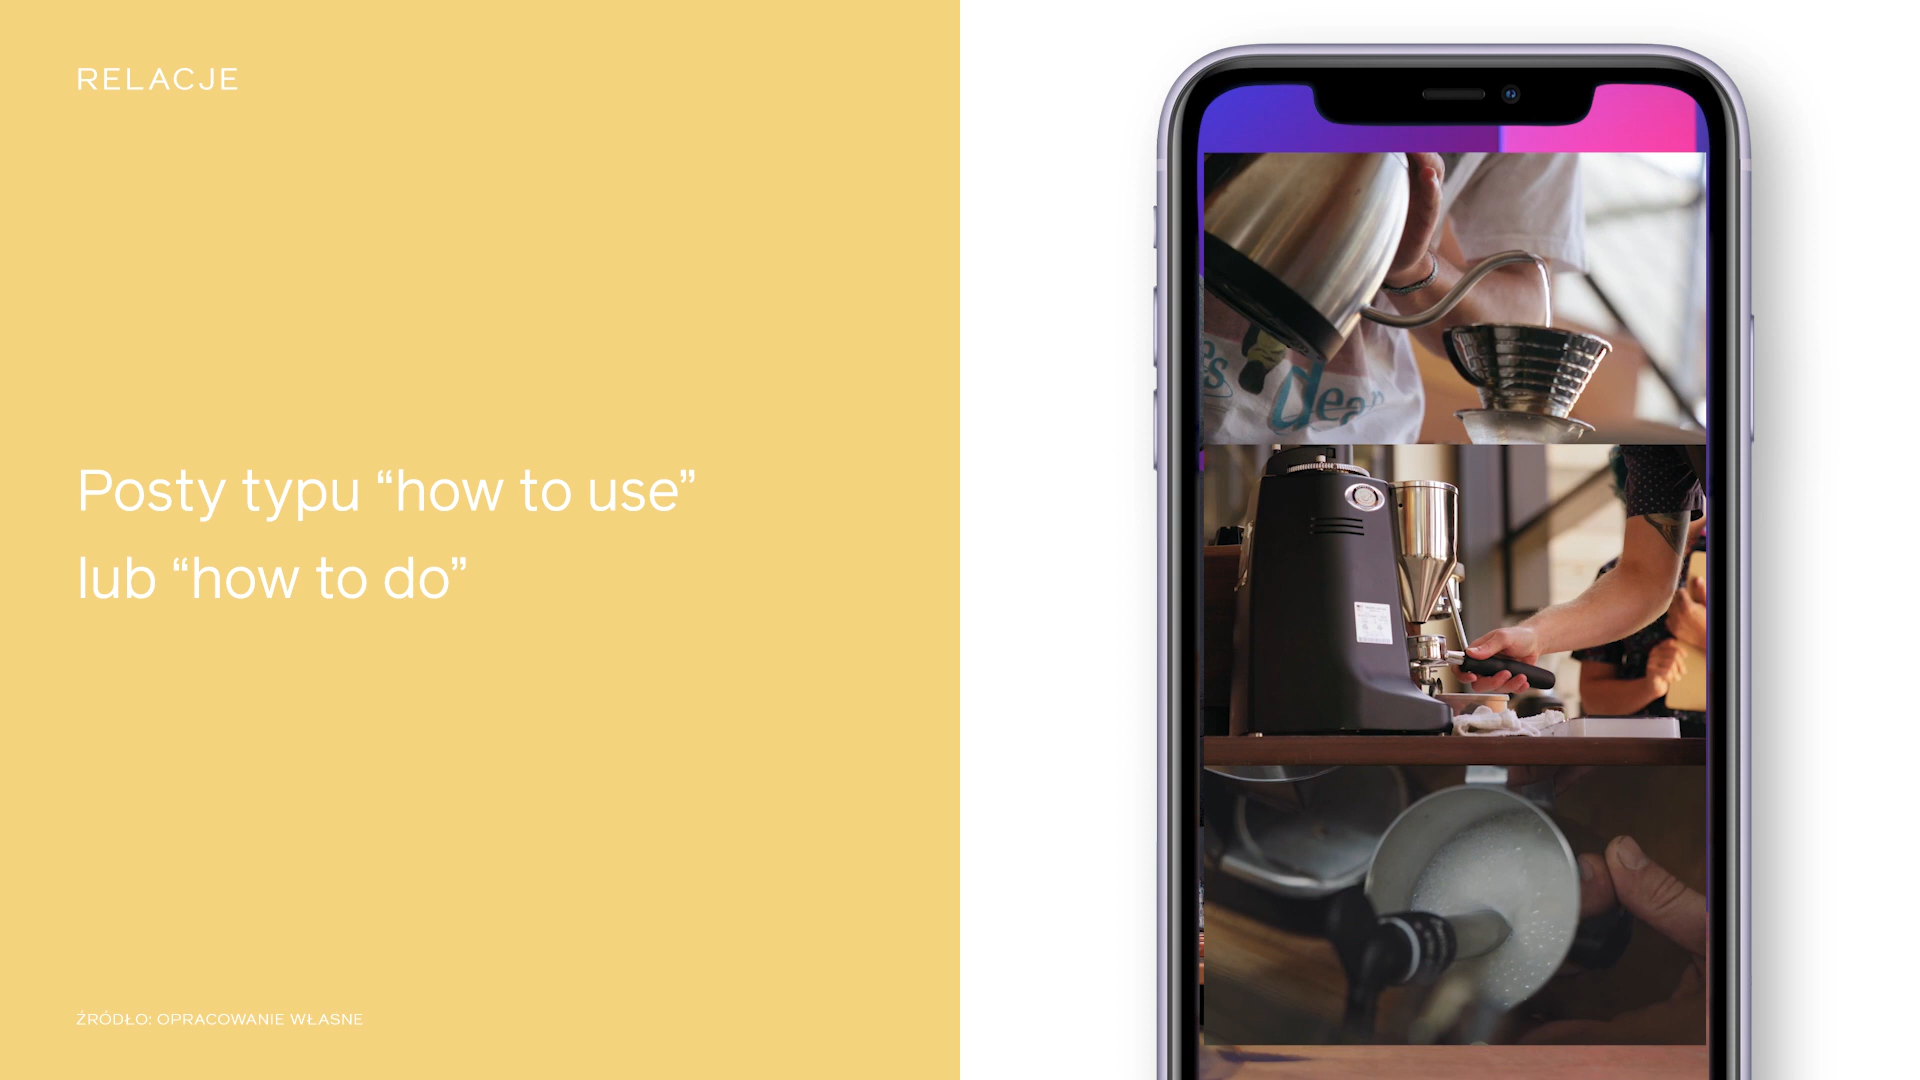 RELACJE
Posty typu “how to use”
lub “how to do”
ŹRÓDŁO: OPRACOWANIE WŁASNE